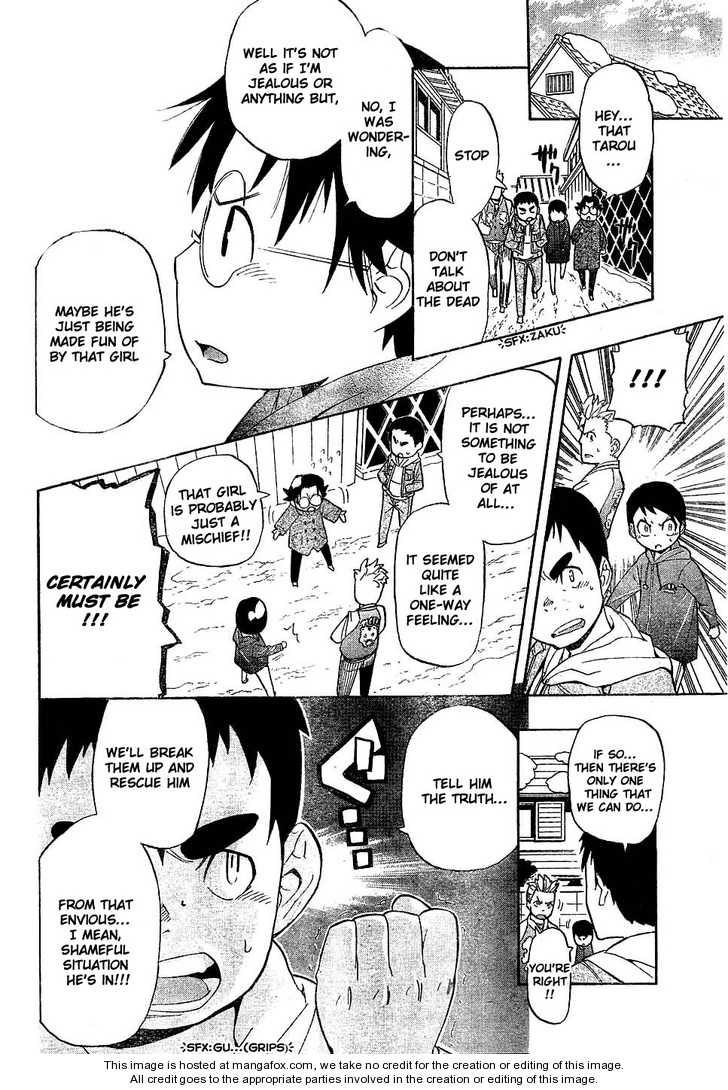 HEY...
THAT
TAROU
...
STOP
DON'T
TALK
ABOUT
THE DEAD
SFX:ZAKU
NO, I
WAS
WONDER-
ING,
WELL IT'S NOT
AS IF I'M
JEALOUS OR
ANYTHING BUT,
MAYBE HE'S
JUST BEING
MADE FUN OF
BY THAT GIRL
!!!
PERHAPS...
IT IS NOT
SOMETHING
TO BE
JEALOUS
OF AT
ALL...
IT SEEMED
QUITE
LIKE A
ONE-WAY
FEELING...
THAT GIRL
IS PROBABLY
JUST A
MISCHIEF!!
CERTAINLY
MUST BE
!!!
IF SO...
THEN THERE'S
ONLY ONE
THING THAT
WE CAN DO...
YOU'RE
RIGHT
!!
TELL HIM
THE TRUTH...
ぐ...
WE'LL BREAK
THEM UP AND
RESCUE HIM
FROM THAT
ENVIOUS...
I MEAN,
SHAMEFUL
SITUATION
HE'S IN!!!
SFX:GU...(GRIPS)
This image is hosted at mangafox.com, we take no credit for the creation or editing of this image.
All credit goes to the appropriate parties involved in the creation or editing of this image.